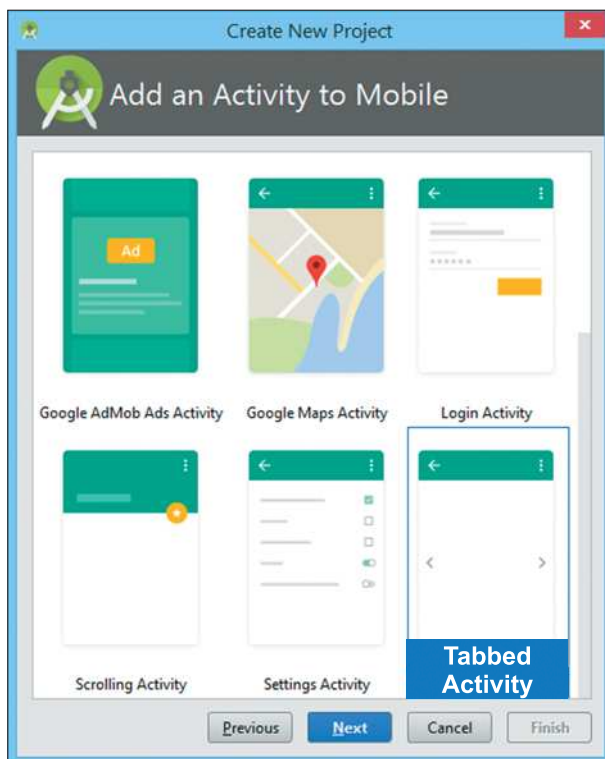 Create New Project
Add an Activity to Mobile
Ad
Google AdMob Ads Activity
Google Maps Activity
Login Activity
Scrolling Activity
Settings Activity
Tabbed
Activity
Previous
Next
Cancel
Finish